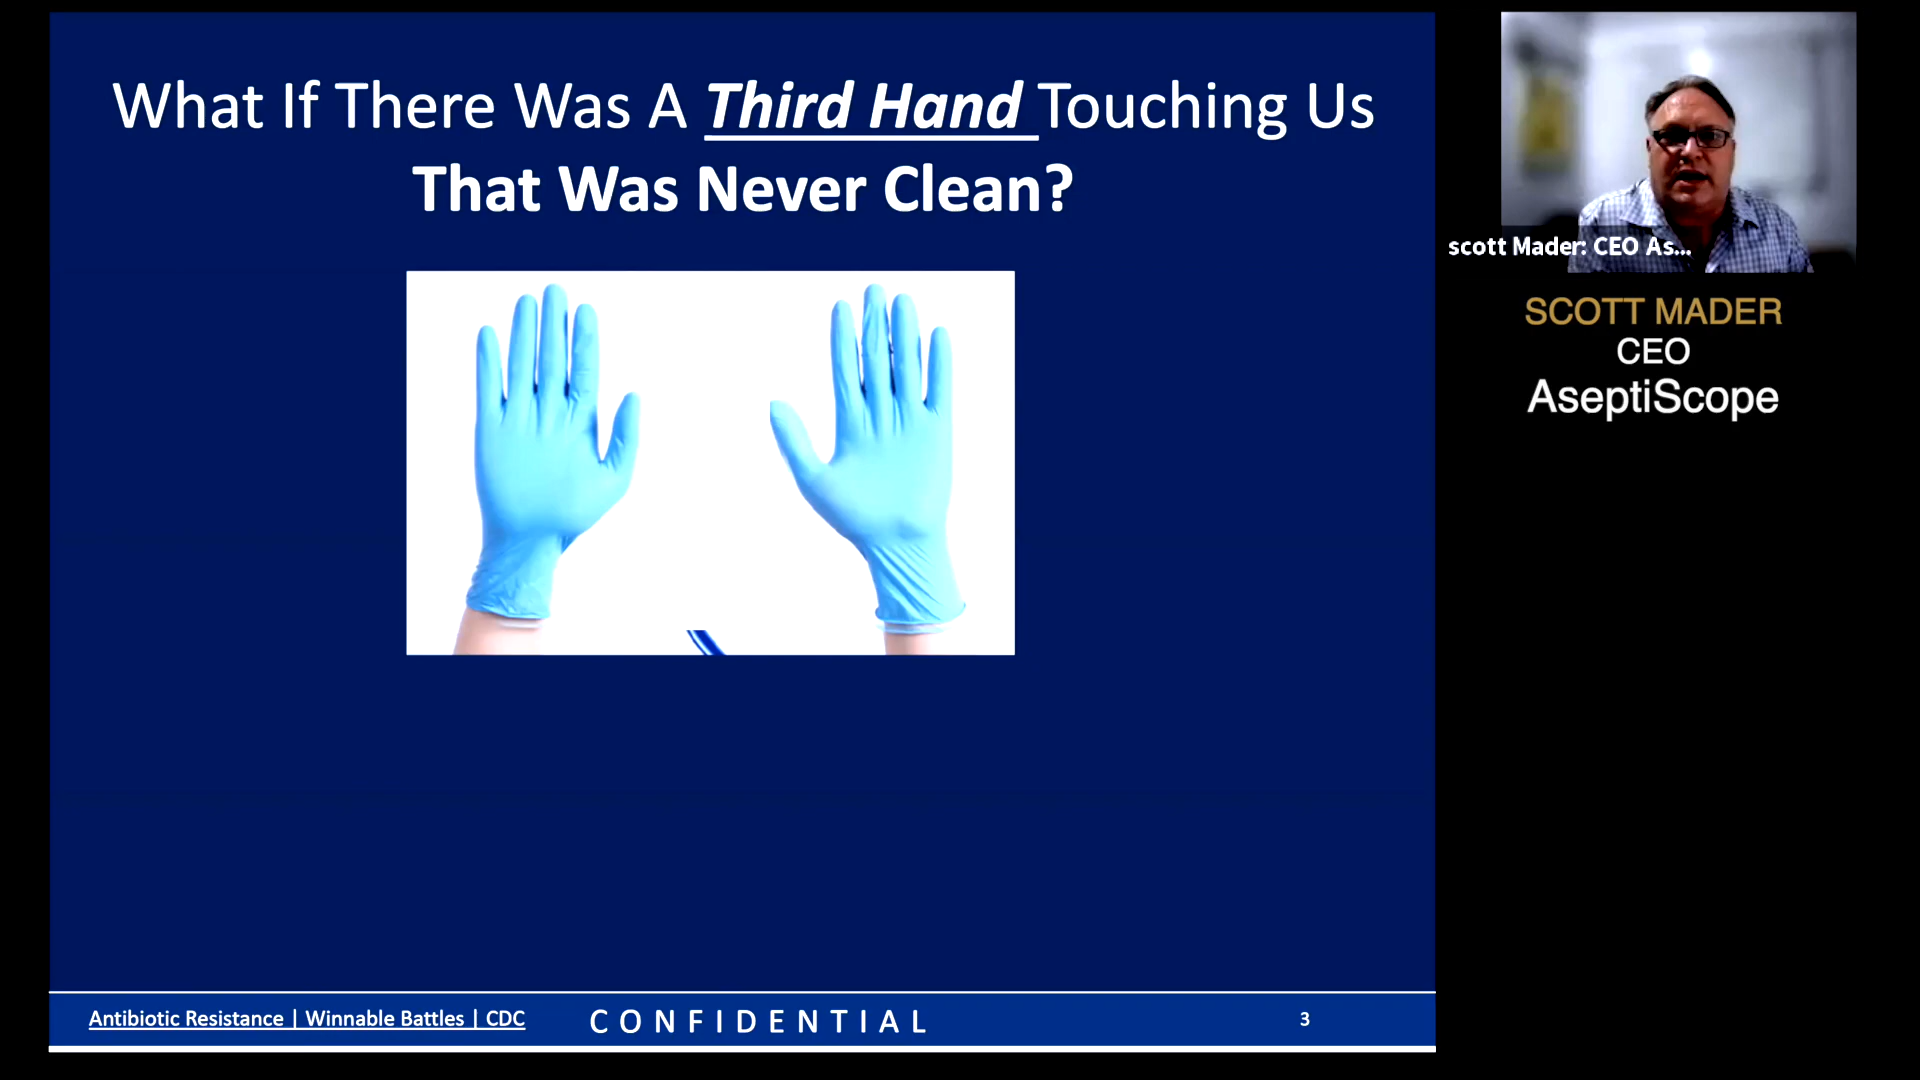 What If There Was A Third Hand Touching Us
That Was Never Clean?
scott Mader: CEO As...
SCOTT MADER
CEO
AseptiScope
Antibiotic Resistance | Winnable Battles | CDC
CONFIDENTIAL
3